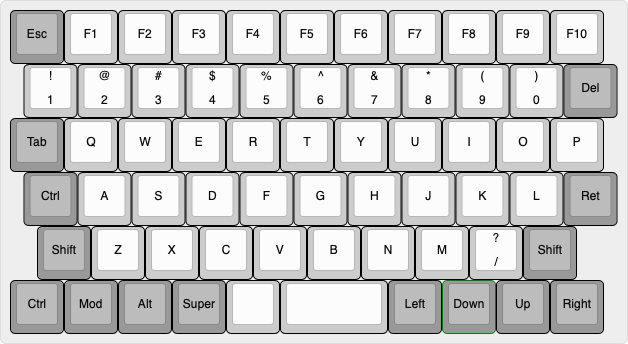 Esc F1 F2 F3 F4 F5 F6 F7 F8 F9 F10
! @ # $ % ^ & * ( )
1 2 3 4 5 6 7 8 9 0 Del
Tab Q W E R T Y U I O P
Ctrl A S D F G H J K L Ret
Shift Z X C V B N M ? / Shift
Ctrl Mod Alt Super Left Down Up Right